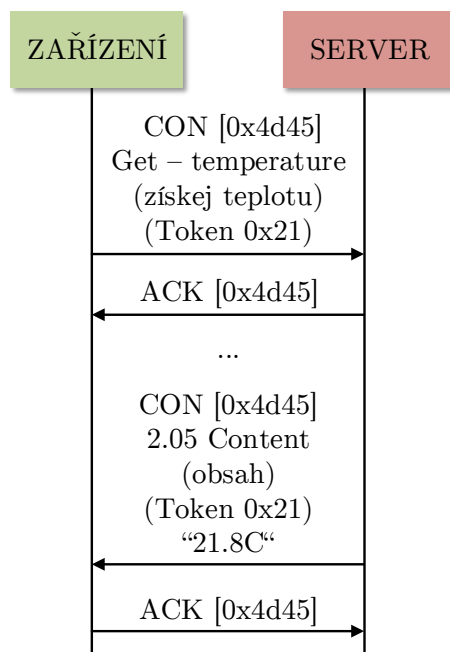 ZAŘÍZENÍ
SERVER
CON [0x4d45]
Get – temperature
(získej teplotu)
(Token 0x21)
ACK [0x4d45]
...
CON [0x4d45]
2.05 Content
(obsah)
(Token 0x21)
“21.8C“
ACK [0x4d45]